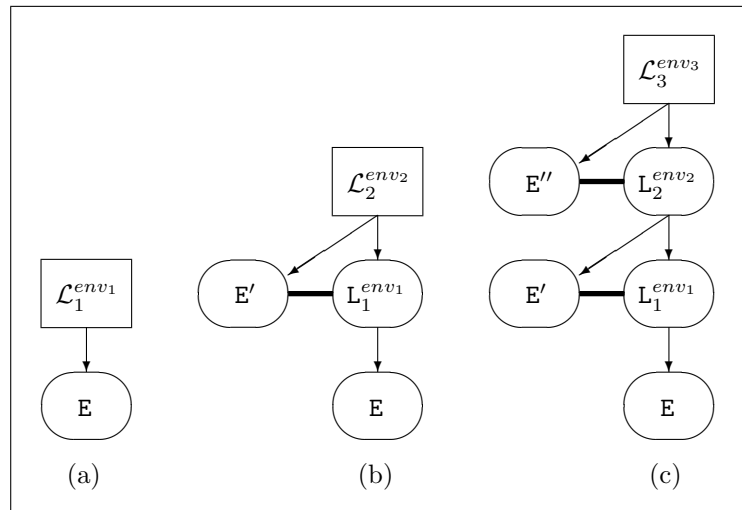 ℒ₃^{env₃}
ℒ₂^{env₂}
E′′ L₂^{env₂}
ℒ₁^{env₁}
E′ L₁^{env₁}
E′ L₁^{env₁}
E
E
E
(a)
(b)
(c)